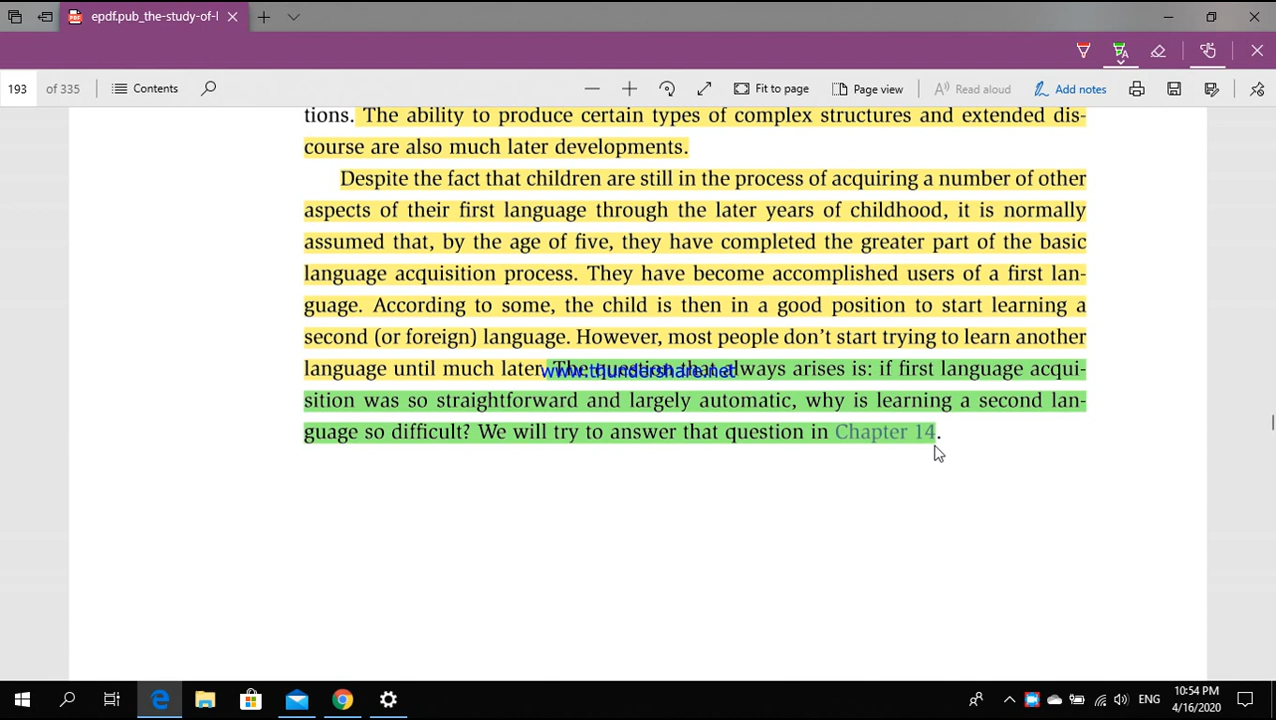 epdf.pub_the-study-of-l
193 of 335 Contents Fit to page Page view Read aloud Add notes
tions. The ability to produce certain types of complex structures and extended dis-
course are also much later developments.
Despite the fact that children are still in the process of acquiring a number of other
aspects of their first language through the later years of childhood, it is normally
assumed that, by the age of five, they have completed the greater part of the basic
language acquisition process. They have become accomplished users of a first lan-
guage. According to some, the child is then in a good position to start learning a
second (or foreign) language. However, most people don't start trying to learn another
language until much later. The question that always arises is: if first language acqui-
www.thundershare.net
sition was so straightforward and largely automatic, why is learning a second lan-
guage so difficult? We will try to answer that question in Chapter 14.
ENG
10:54 PM
4/16/2020